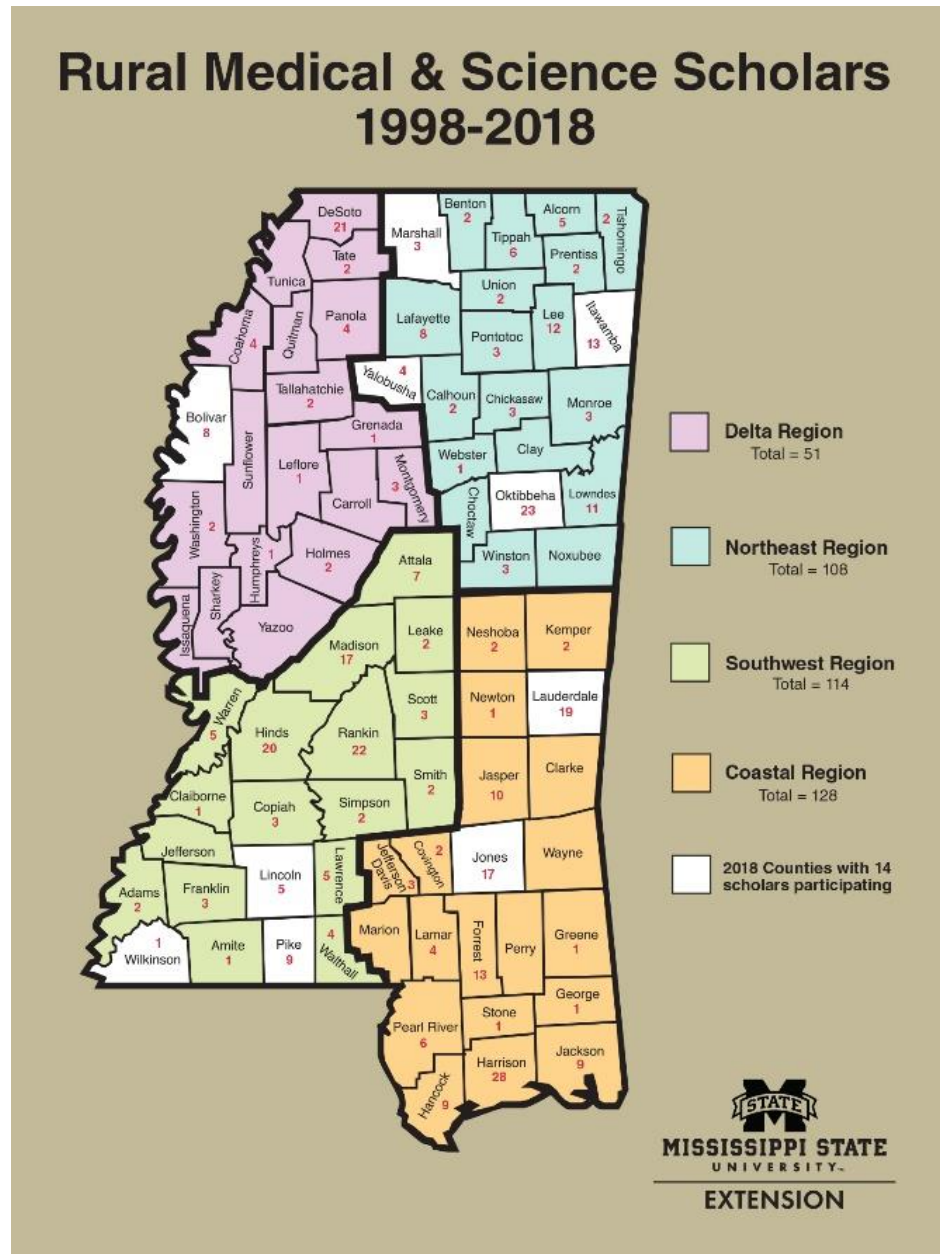 Rural Medical & Science Scholars
1998-2018
DeSoto
21
Tate
2
Tunica
Panola
4
Coahoma
4
Quitman
Tallahatchie
2
Bolivar
8
Sunflower
Grenada
1
Leflore
1
Carroll
Montgomery
3
Washington
2
Humphreys
1
Holmes
2
Sharkey
Issaquena
Yazoo
Marshall
3
Benton
2
Tippah
6
Alcorn
5
Tishomingo
2
Prentiss
2
Union
2
Lafayette
8
Pontotoc
3
Lee
12
Itawamba
13
Yalobusha
4
Calhoun
2
Chickasaw
3
Monroe
3
Webster
1
Clay
Choctaw
Oktibbeha
23
Lowndes
11
Winston
3
Noxubee
Attala
7
Leake
2
Madison
17
Scott
3
Warren
5
Hinds
20
Rankin
22
Smith
2
Claiborne
1
Copiah
3
Simpson
2
Jefferson
Lincoln
5
Lawrence
5
Adams
2
Franklin
3
Wilkinson
1
Amite
1
Pike
9
Walthall
4
Neshoba
2
Kemper
2
Newton
1
Lauderdale
19
Jasper
10
Clarke
Jefferson
Davis
3
Covington
2
Jones
17
Wayne
Marion
Lamar
4
Forrest
13
Perry
Greene
1
Pearl River
6
Stone
1
George
1
Hancock
9
Harrison
28
Jackson
9
Delta Region
Total = 51
Northeast Region
Total = 108
Southwest Region
Total = 114
Coastal Region
Total = 128
2018 Counties with 14
scholars participating
STATE
MISSISSIPPI STATE
UNIVERSITY™
EXTENSION